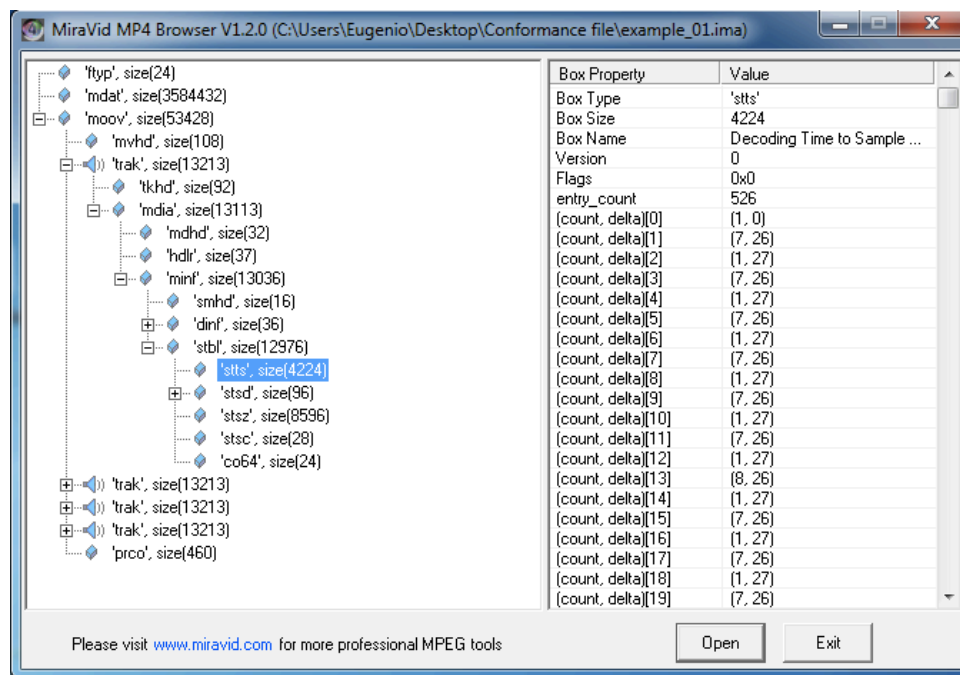 MiraVid MP4 Browser V1.2.0 (C:\Users\Eugenio\Desktop\Conformance file\example_01.ima)
'ftyp', size(24)
'mdat', size(3584432)
'moov', size(53428)
'mvhd', size(108)
'trak', size(13213)
'tkhd', size(92)
'mdia', size(13113)
'mdhd', size(32)
'hdlr', size(37)
'minf', size(13036)
'smhd', size(16)
'dinf', size(36)
'stbl', size(12976)
'stts', size(4224)
'stsd', size(96)
'stsz', size(8596)
'stsc', size(28)
'co64', size(24)
'trak', size(13213)
'trak', size(13213)
'trak', size(13213)
'prco', size(460)
Box Property Value
Box Type 'stts'
Box Size 4224
Box Name Decoding Time to Sample ...
Version 0
Flags 0x0
entry_count 526
(count, delta)[0] (1, 0)
(count, delta)[1] (7, 26)
(count, delta)[2] (1, 27)
(count, delta)[3] (7, 26)
(count, delta)[4] (1, 27)
(count, delta)[5] (7, 26)
(count, delta)[6] (1, 27)
(count, delta)[7] (7, 26)
(count, delta)[8] (1, 27)
(count, delta)[9] (7, 26)
(count, delta)[10] (1, 27)
(count, delta)[11] (7, 26)
(count, delta)[12] (1, 27)
(count, delta)[13] (8, 26)
(count, delta)[14] (1, 27)
(count, delta)[15] (7, 26)
(count, delta)[16] (1, 27)
(count, delta)[17] (7, 26)
(count, delta)[18] (1, 27)
(count, delta)[19] (7, 26)
Please visit www.miravid.com for more professional MPEG tools
Open
Exit